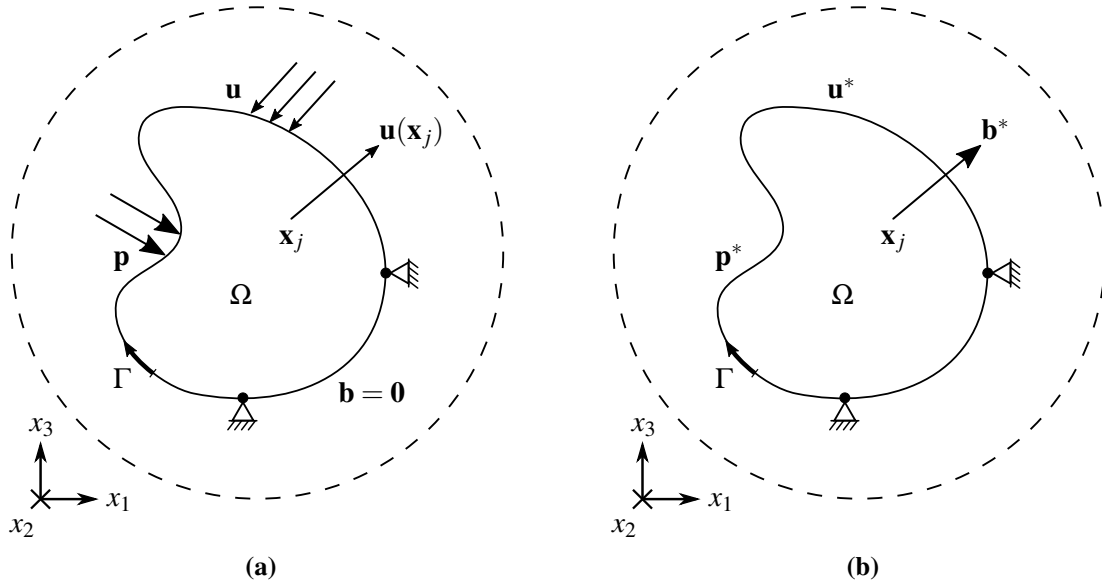 u
u(x_j)
x_j
p
Ω
Γ
b = 0
x_3
x_1
x_2
(a)
u*
b*
x_j
p*
Ω
Γ
x_3
x_1
x_2
(b)